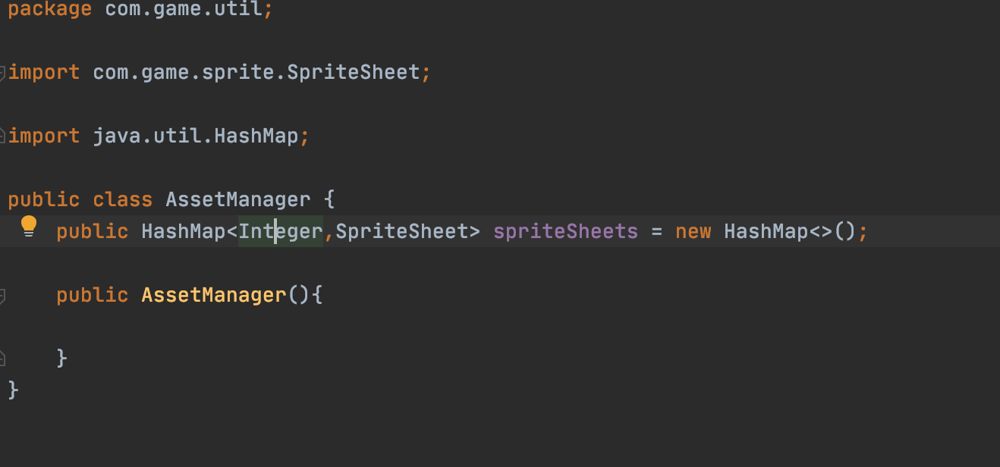 package com.game.util;
import com.game.sprite.SpriteSheet;
import java.util.HashMap;
public class AssetManager {
public HashMap<Integer,SpriteSheet> spriteSheets = new HashMap<>();
public AssetManager(){
}
}